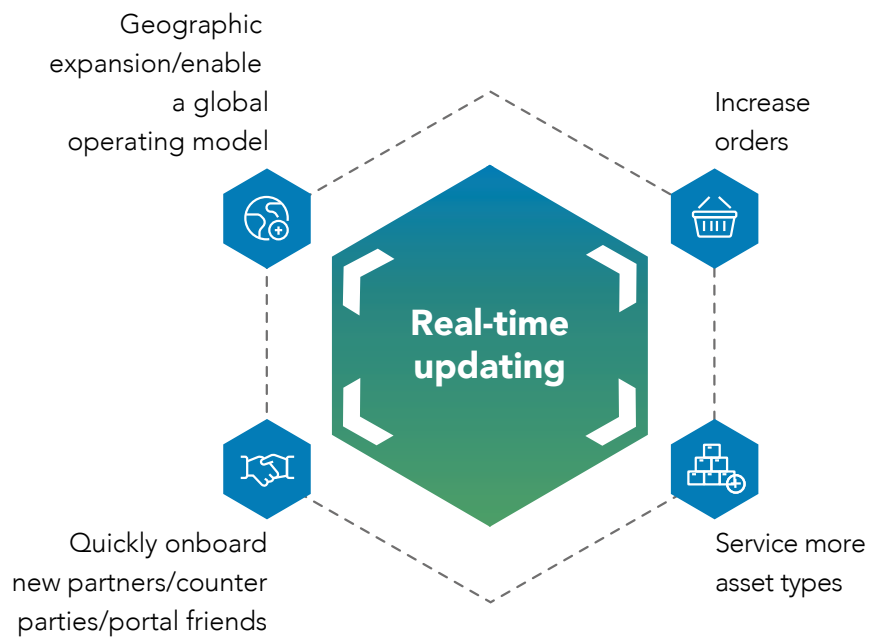 Geographic
expansion/enable
a global
operating model
Increase
orders
Real-time
updating
Quickly onboard
new partners/counter
parties/portal friends
Service more
asset types